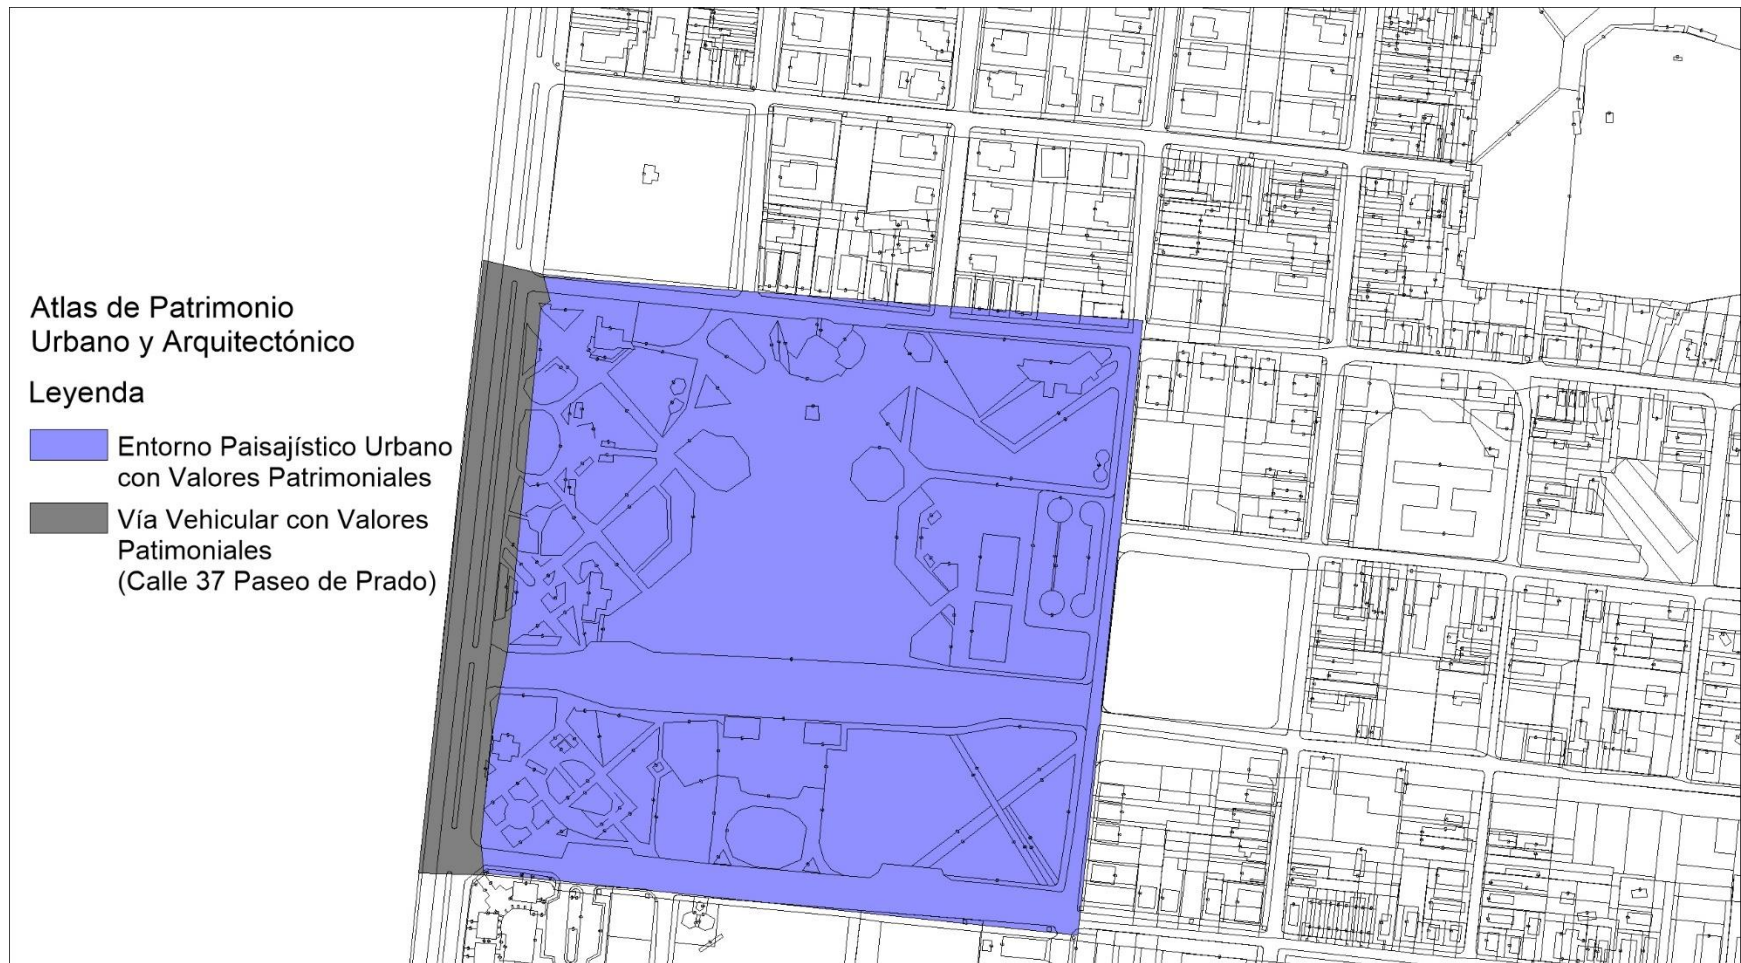 Atlas de Patrimonio
Urbano y Arquitectónico
Leyenda
Entorno Paisajístico Urbano
con Valores Patrimoniales
Vía Vehicular con Valores
Patimoniales
(Calle 37 Paseo de Prado)